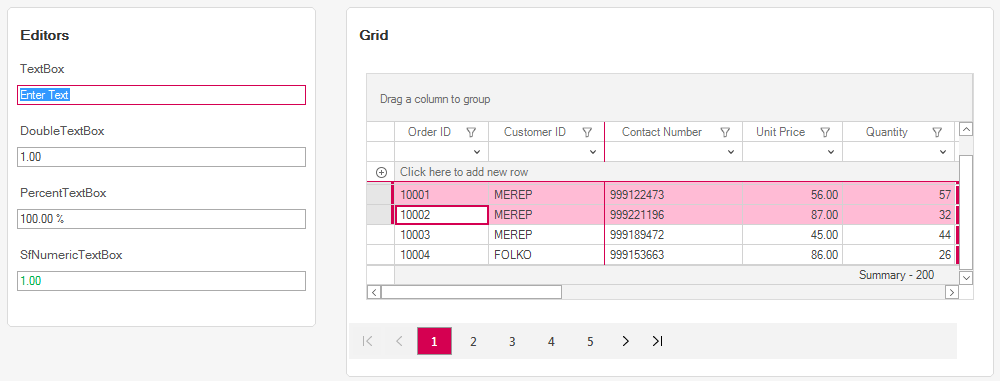 Editors
TextBox
Enter Text
DoubleTextBox
1.00
PercentTextBox
100.00 %
SfNumericTextBox
1.00
Grid
Drag a column to group
Order ID Customer ID Contact Number Unit Price Quantity
Click here to add new row
10001 MEREP 999122473 56.00 57
10002 MEREP 999221196 87.00 32
10003 MEREP 999189472 45.00 44
10004 FOLKO 999153663 86.00 26
Summary - 200
1 2 3 4 5